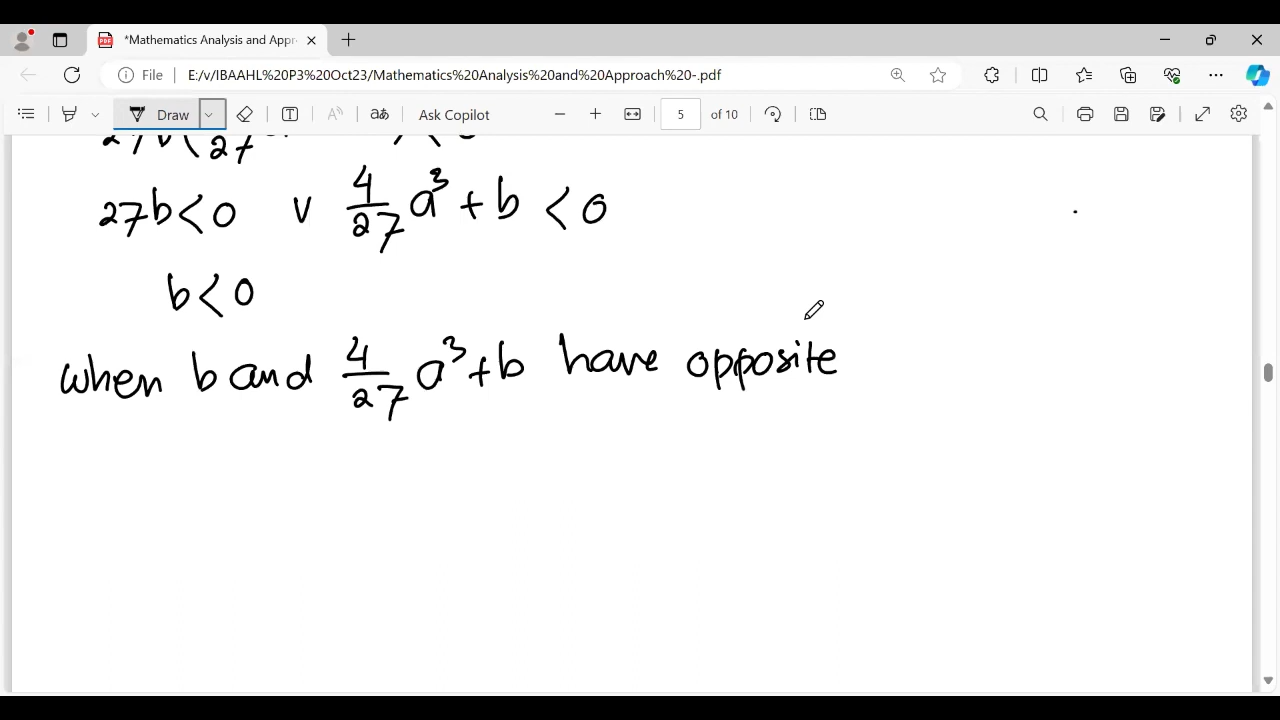 *Mathematics Analysis and Appr
File E:/v/IBAAHL%20P3%20Oct23/Mathematics%20Analysis%20and%20Approach%20-.pdf
Draw Ask Copilot 5 of 10
27b < 0 v 4/27 a³ + b < 0
b < 0
when b and 4/27 a³ + b have opposite